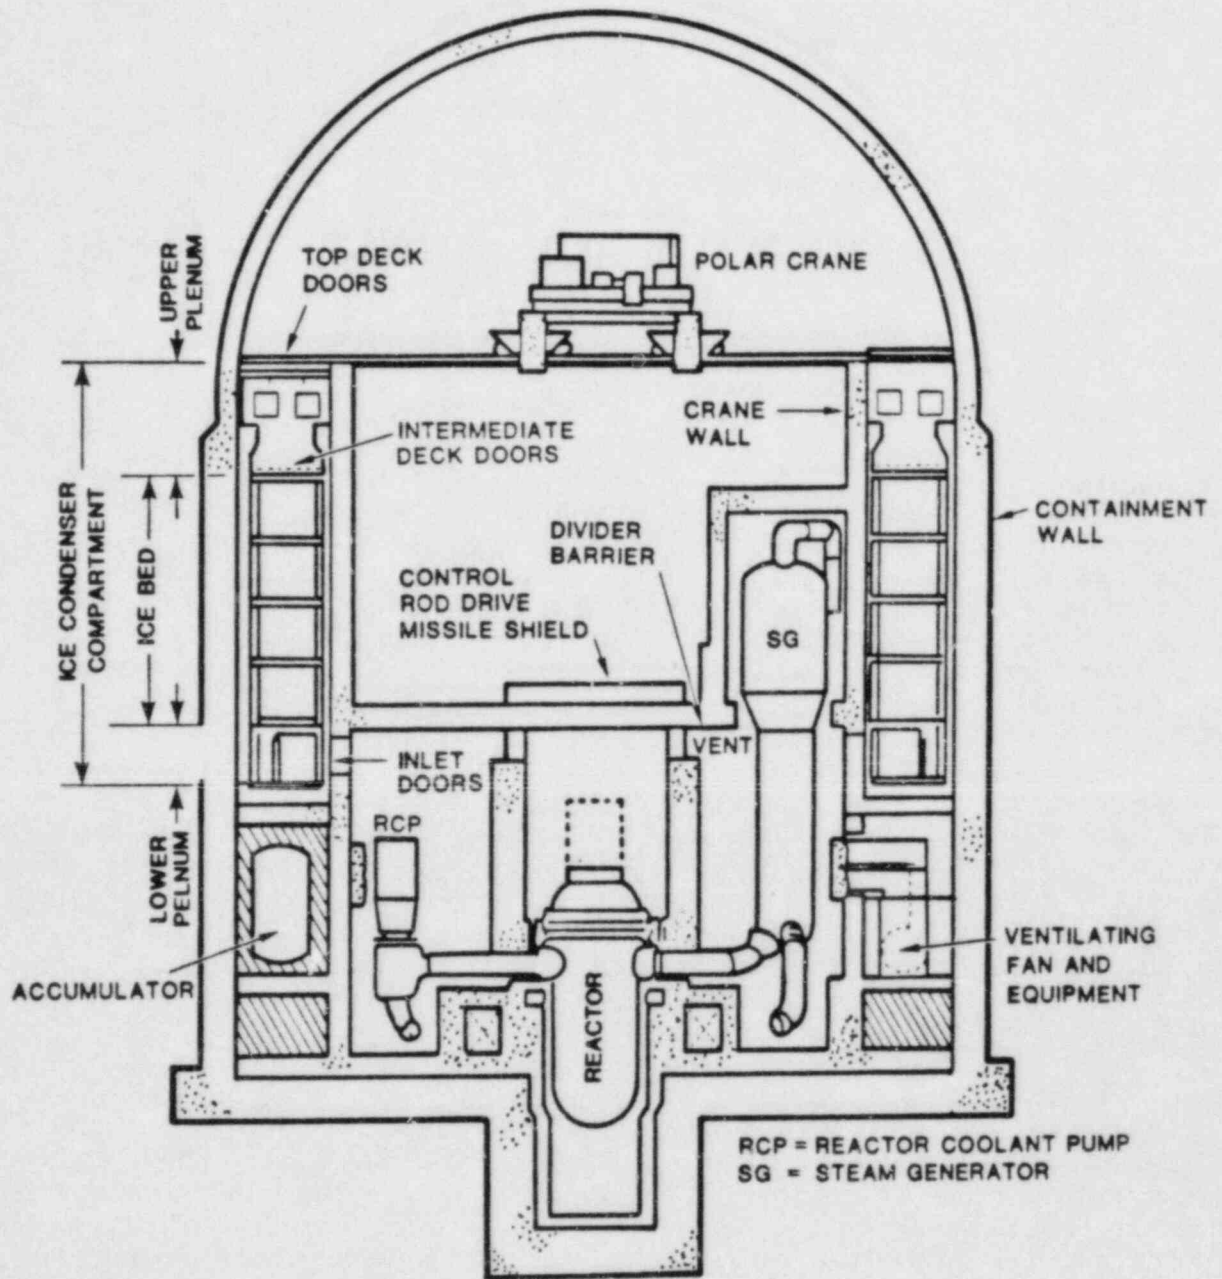 UPPER
PLENUM
TOP DECK
DOORS
POLAR CRANE
CRANE
WALL
INTERMEDIATE
DECK DOORS
ICE CONDENSER
COMPARTMENT
ICE BED
CONTAINMENT
WALL
DIVIDER
BARRIER
CONTROL
ROD DRIVE
MISSILE SHIELD
SG
VENT
INLET
DOORS
RCP
LOWER
PELNUM
ACCUMULATOR
REACTOR
VENTILATING
FAN AND
EQUIPMENT
RCP = REACTOR COOLANT PUMP
SG = STEAM GENERATOR